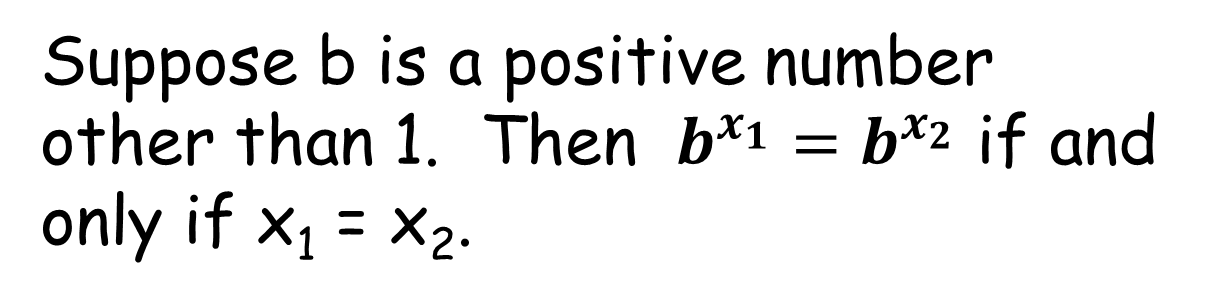 Suppose b is a positive number
other than 1.  Then  𝒃^𝒙₁ = 𝒃^𝒙₂ if and
only if x₁ = x₂.